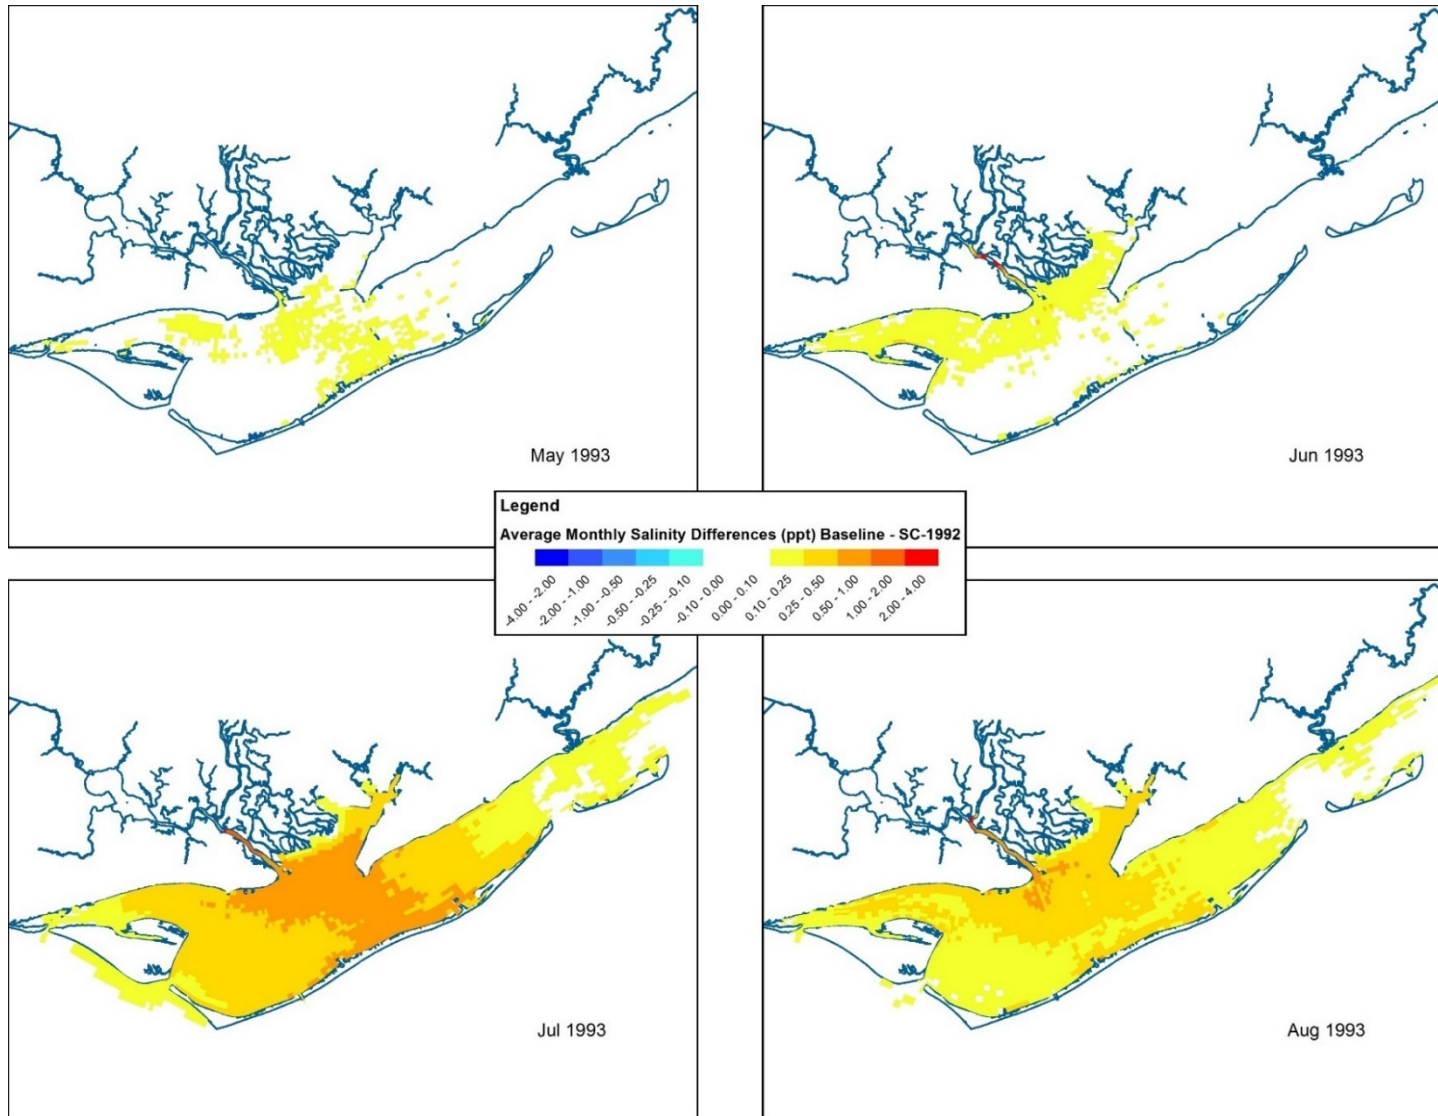 May 1993
Jun 1993
Legend
Average Monthly Salinity Differences (ppt) Baseline - SC-1992
-4.00 - -2.00
-2.00 - -1.00
-1.00 - -0.50
-0.50 - -0.25
-0.25 - -0.10
-0.10 - 0.00
0.00 - 0.10
0.10 - 0.25
0.25 - 0.50
0.50 - 1.00
1.00 - 2.00
2.00 - 4.00
Jul 1993
Aug 1993